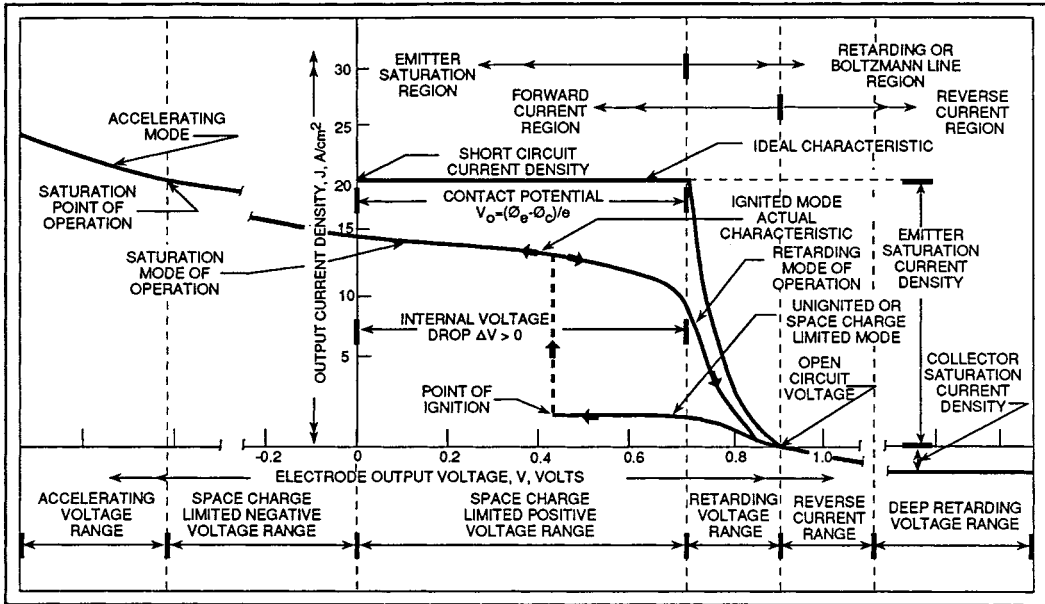 EMITTER
SATURATION
REGION
RETARDING OR
BOLTZMANN LINE
REGION
FORWARD
CURRENT
REGION
REVERSE
CURRENT
REGION
ACCELERATING
MODE
SHORT CIRCUIT
CURRENT DENSITY
IDEAL CHARACTERISTIC
SATURATION
POINT OF
OPERATION
CONTACT POTENTIAL
V₀=(Øe-Øc)/e
IGNITED MODE
ACTUAL
CHARACTERISTIC
EMITTER
SATURATION
CURRENT
DENSITY
SATURATION
MODE OF
OPERATION
RETARDING
MODE OF
OPERATION
UNIGNITED OR
SPACE CHARGE
LIMITED MODE
INTERNAL VOLTAGE
DROP ΔV > 0
POINT OF
IGNITION
OPEN
CIRCUIT
VOLTAGE
COLLECTOR
SATURATION
CURRENT
DENSITY
OUTPUT CURRENT DENSITY, J, A/cm²
30
25
20
15
10
5
-0.2
0
0.2
0.4
0.6
0.8
1.0
ELECTRODE OUTPUT VOLTAGE, V, VOLTS
ACCELERATING
VOLTAGE
RANGE
SPACE CHARGE
LIMITED NEGATIVE
VOLTAGE RANGE
SPACE CHARGE
LIMITED POSITIVE
VOLTAGE RANGE
RETARDING
VOLTAGE
RANGE
REVERSE
CURRENT
RANGE
DEEP RETARDING
VOLTAGE RANGE